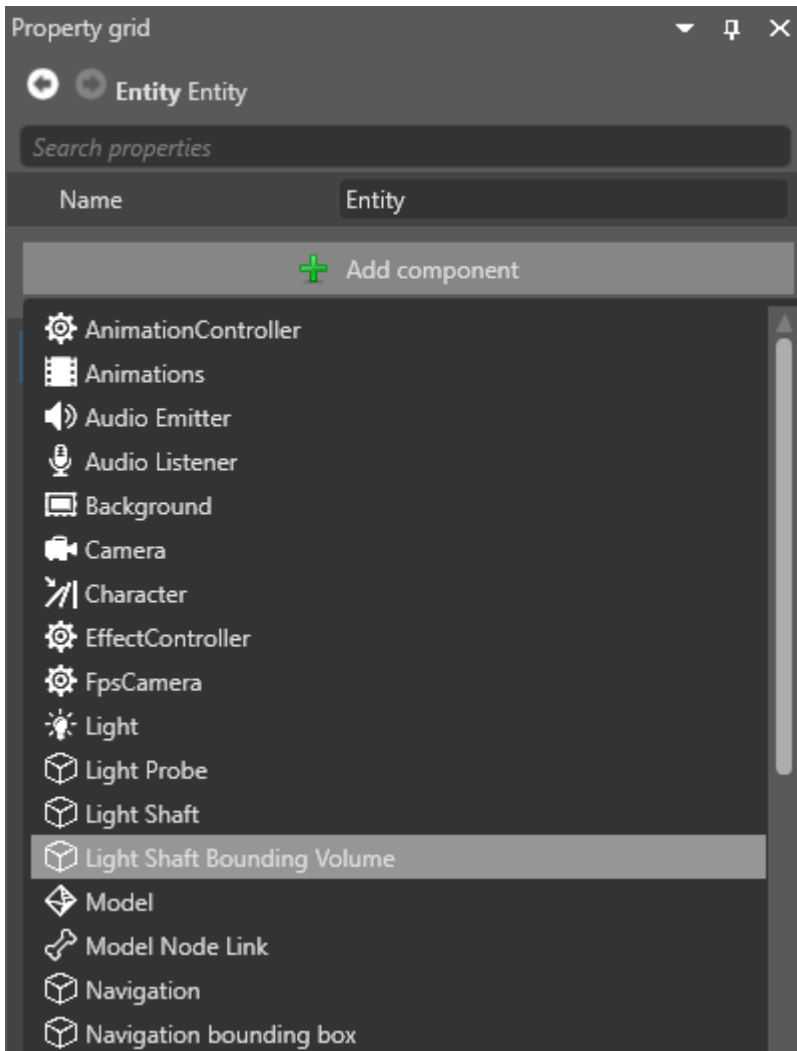 Property grid
Entity Entity
Search properties
Name Entity
Add component
AnimationController
Animations
Audio Emitter
Audio Listener
Background
Camera
Character
EffectController
FpsCamera
Light
Light Probe
Light Shaft
Light Shaft Bounding Volume
Model
Model Node Link
Navigation
Navigation bounding box